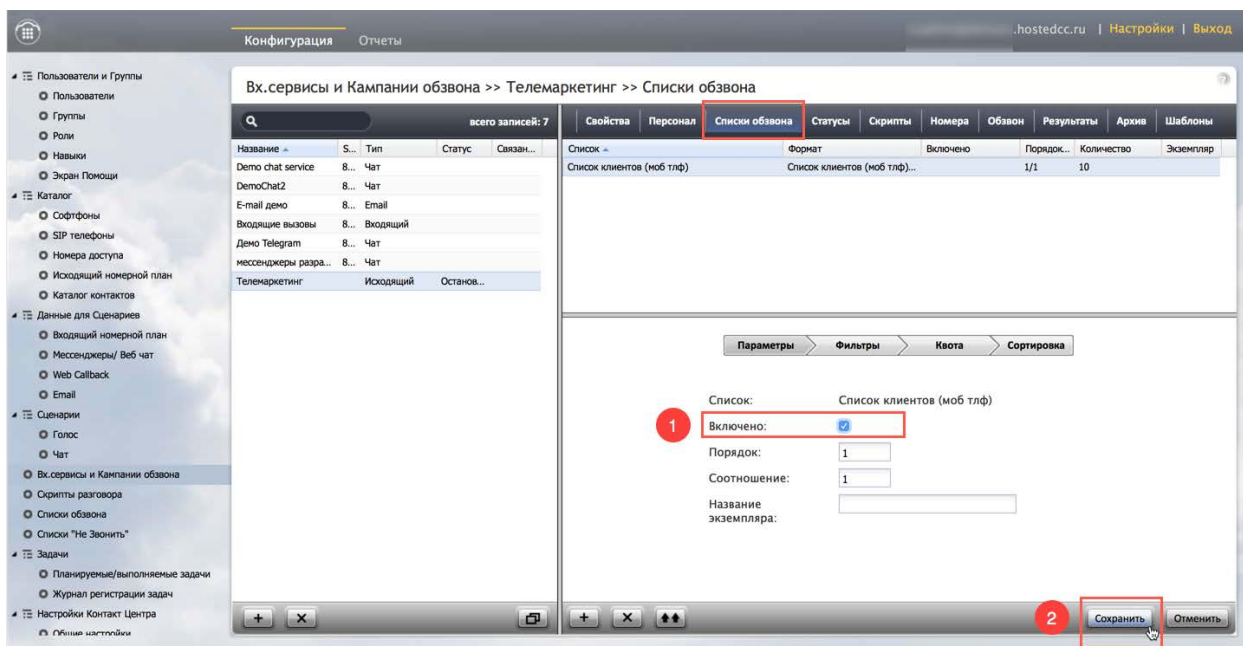 .hostedcc.ru | Настройки | Выход
Конфигурация Отчеты
Пользователи и Группы
Пользователи
Группы
Роли
Навыки
Экран Помощи
Каталог
Софтфоны
SIP телефоны
Номера доступа
Исходящий номерной план
Каталог контактов
Данные для Сценариев
Входящий номерной план
Мессенджеры/ Веб чат
Web Callback
Email
Сценарии
Голос
Чат
Вх.сервисы и Кампании обзвона
Скрипты разговора
Списки обзвона
Списки "Не Звонить"
Задачи
Планируемые/выполняемые задачи
Журнал регистрации задач
Настройки Контакт Центра
Общие настройки
Вх.сервисы и Кампании обзвона >> Телемаркетинг >> Списки обзвона
всего записей: 7
Название S... Тип Статус Связан...
Demo chat service 8... Чат
DemoChat2 8... Чат
E-mail демо 8... Email
Входящие вызовы 8... Входящий
Демо Telegram 8... Чат
мессенджеры разра... 8... Чат
Телемаркетинг Исходящий Останов...
Свойства Персонал Списки обзвона Статусы Скрипты Номера Обзвон Результаты Архив Шаблоны
Список Формат Включено Порядок... Количество Экземпляр
Список клиентов (моб тлф) Список клиентов (моб тлф)... 1/1 10
Параметры Фильтры Квота Сортировка
Список: Список клиентов (моб тлф)
1 Включено:
Порядок: 1
Соотношение: 1
Название
экземпляра:
2 Сохранить Отменить